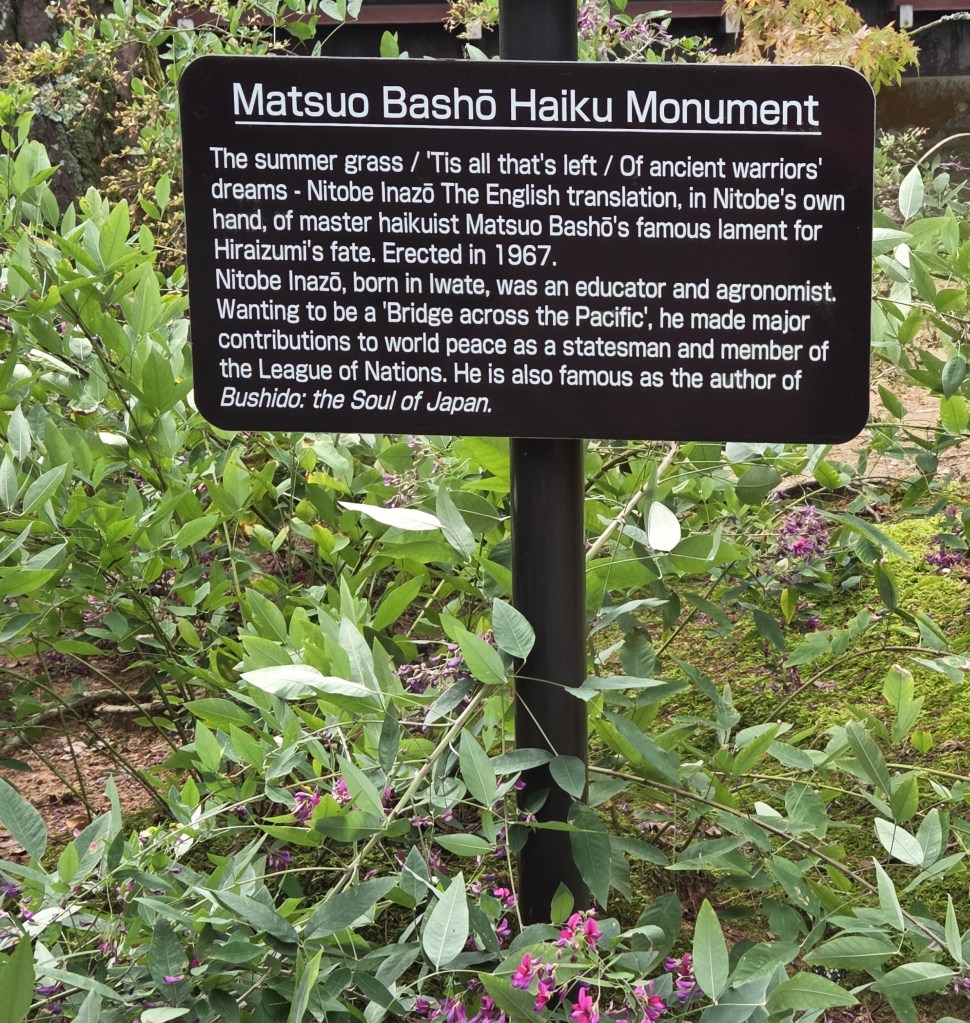 Matsuo Bashō Haiku Monument
The summer grass / 'Tis all that's left / Of ancient warriors'
dreams - Nitobe Inazō The English translation, in Nitobe's own
hand, of master haikuist Matsuo Bashō's famous lament for
Hiraizumi's fate. Erected in 1967.
Nitobe Inazō, born in Iwate, was an educator and agronomist.
Wanting to be a 'Bridge across the Pacific', he made major
contributions to world peace as a statesman and member of
the League of Nations. He is also famous as the author of
Bushido: the Soul of Japan.